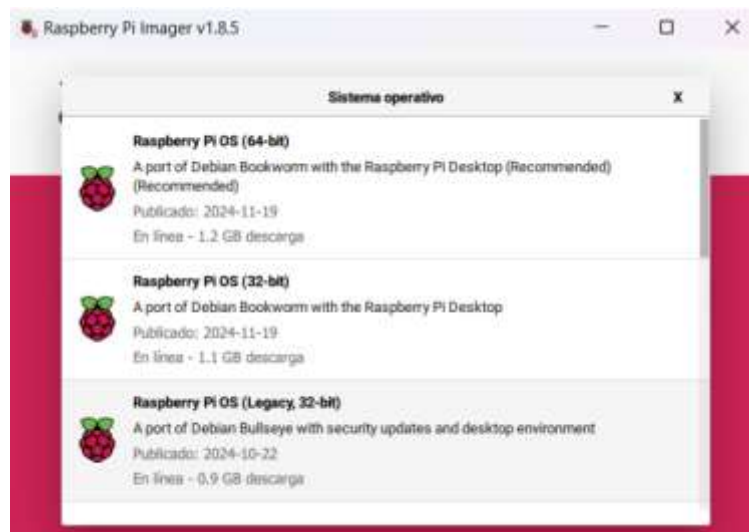 Raspberry Pi Imager v1.8.5
Sistema operativo
X
Raspberry Pi OS (64-bit)
A port of Debian Bookworm with the Raspberry Pi Desktop (Recommended)
(Recommended)
Publicado: 2024-11-19
En línea - 1.2 GB descarga
Raspberry Pi OS (32-bit)
A port of Debian Bookworm with the Raspberry Pi Desktop
Publicado: 2024-11-19
En línea - 1.1 GB descarga
Raspberry Pi OS (Legacy, 32-bit)
A port of Debian Bullseye with security updates and desktop environment
Publicado: 2024-10-22
En línea - 0.9 GB descarga